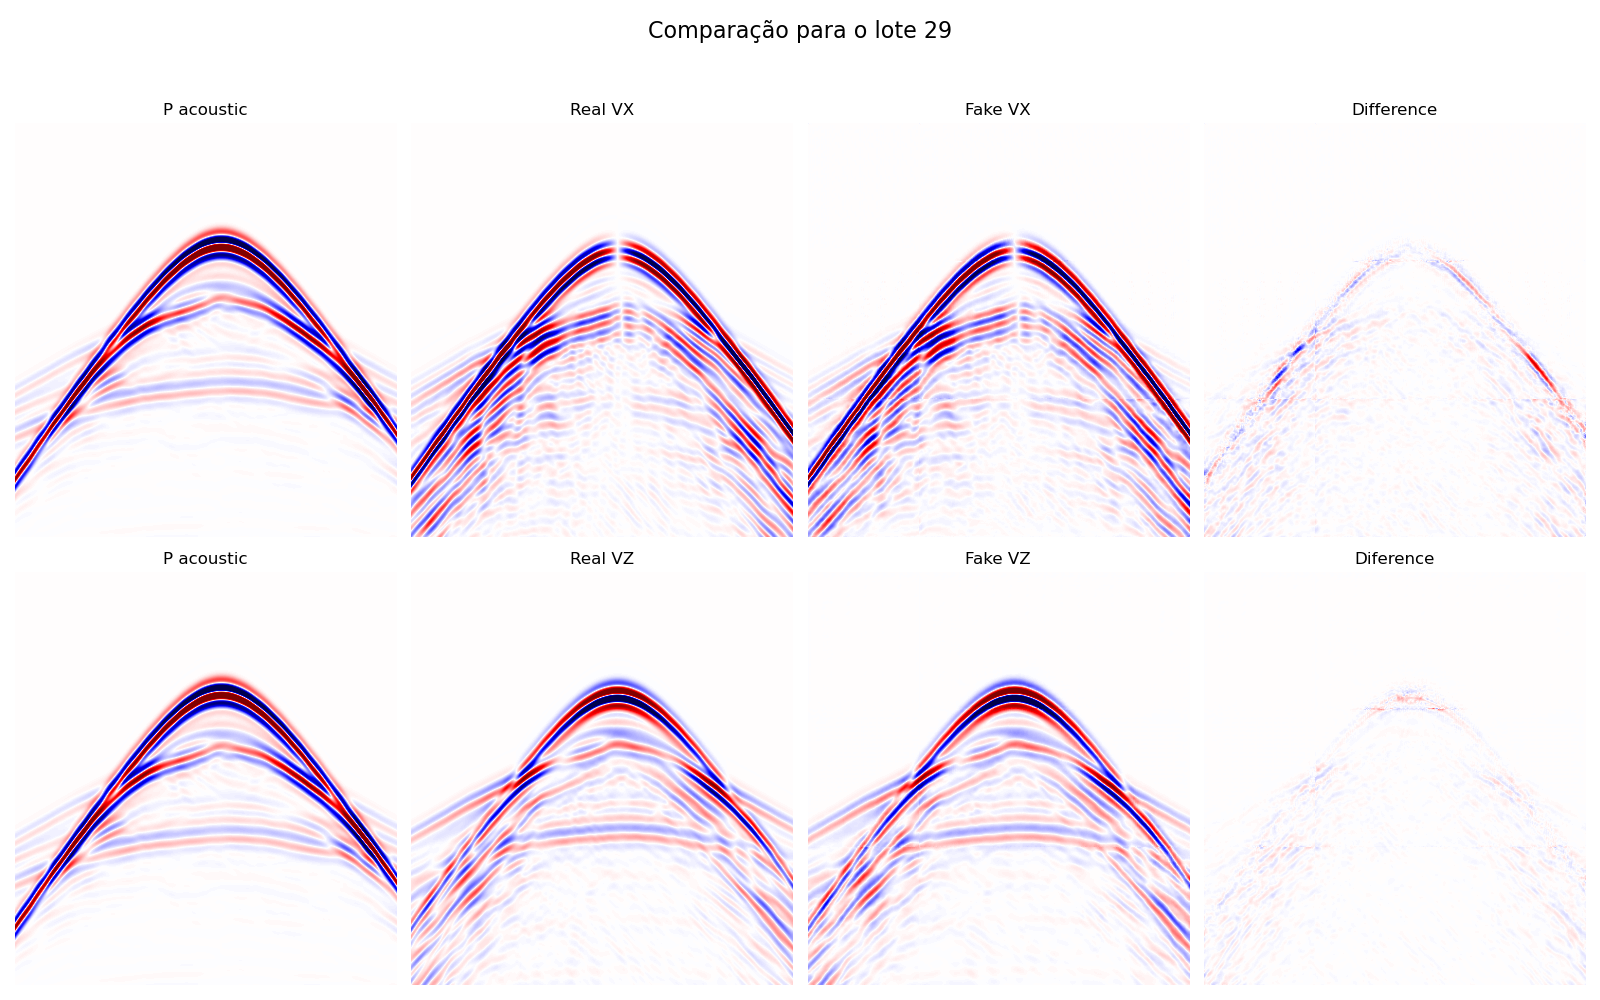 Comparação para o lote 29
P acoustic
Real VX
Fake VX
Difference
P acoustic
Real VZ
Fake VZ
Diference